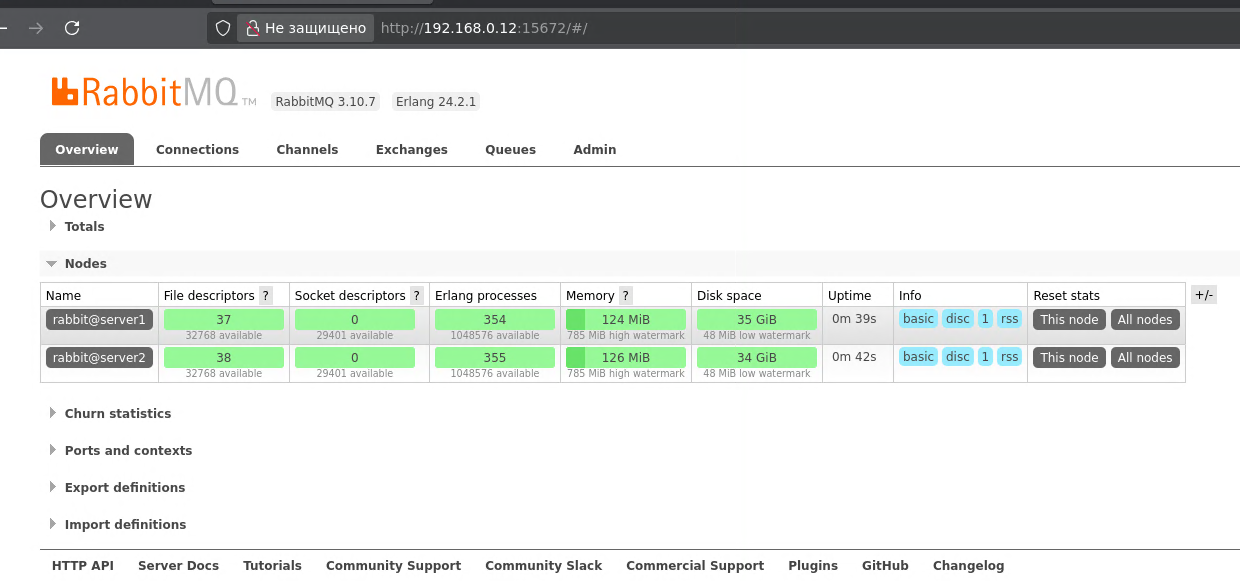 Не защищено http://192.168.0.12:15672/#/
RabbitMQ TM RabbitMQ 3.10.7 Erlang 24.2.1
Overview Connections Channels Exchanges Queues Admin
Overview
Totals
Nodes
Name File descriptors ? Socket descriptors ? Erlang processes Memory ? Disk space Uptime Info Reset stats +/-
rabbit@server1 37 0 354 124 MiB 35 GiB 0m 39s basic disc 1 rss This node All nodes
32768 available 29401 available 1048576 available 785 MiB high watermark 48 MiB low watermark
rabbit@server2 38 0 355 126 MiB 34 GiB 0m 42s basic disc 1 rss This node All nodes
32768 available 29401 available 1048576 available 785 MiB high watermark 48 MiB low watermark
Churn statistics
Ports and contexts
Export definitions
Import definitions
HTTP API Server Docs Tutorials Community Support Community Slack Commercial Support Plugins GitHub Changelog